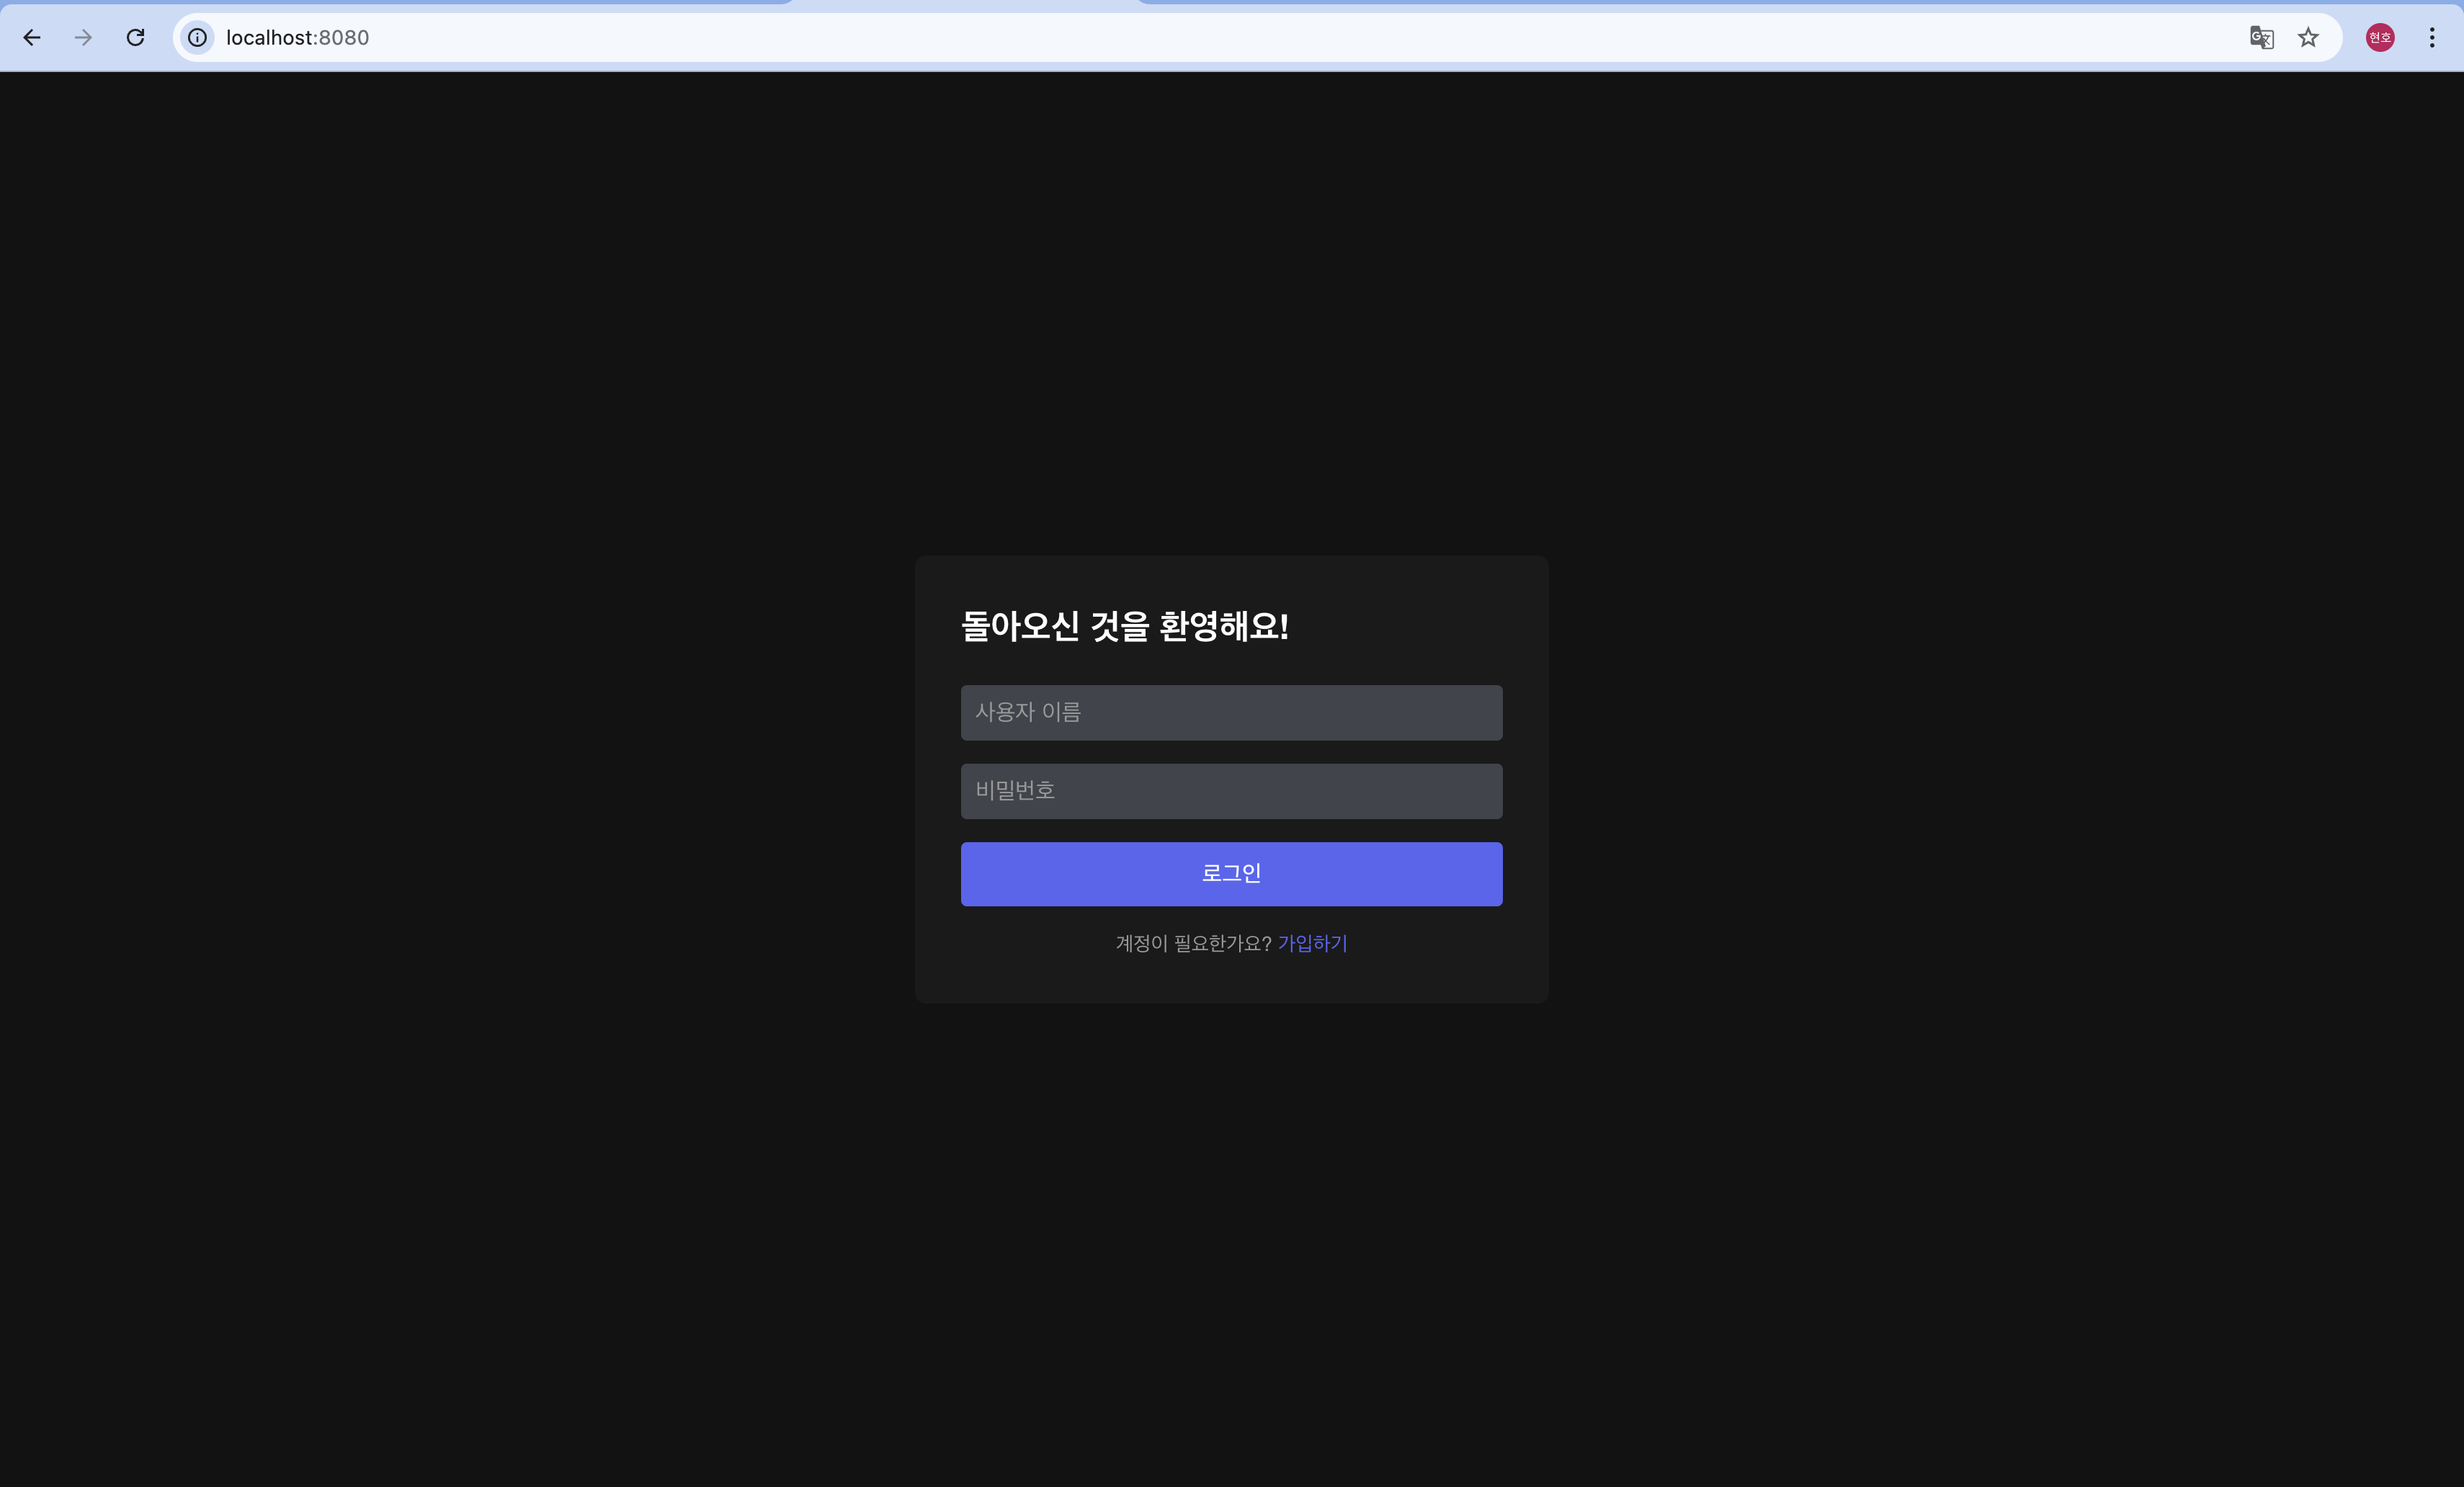 localhost:8080
현호
돌아오신 것을 환영해요!
사용자 이름
비밀번호
로그인
계정이 필요한가요? 가입하기